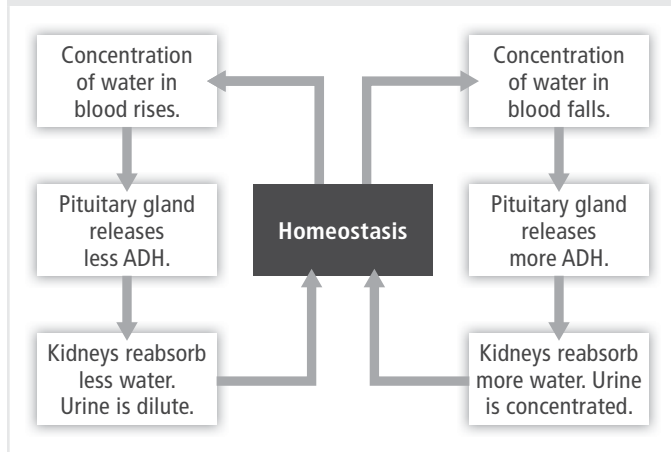 Concentration
of water in
blood rises.
Pituitary gland
releases
less ADH.
Kidneys reabsorb
less water.
Urine is dilute.
Homeostasis
Concentration
of water in
blood falls.
Pituitary gland
releases
more ADH.
Kidneys reabsorb
more water. Urine
is concentrated.